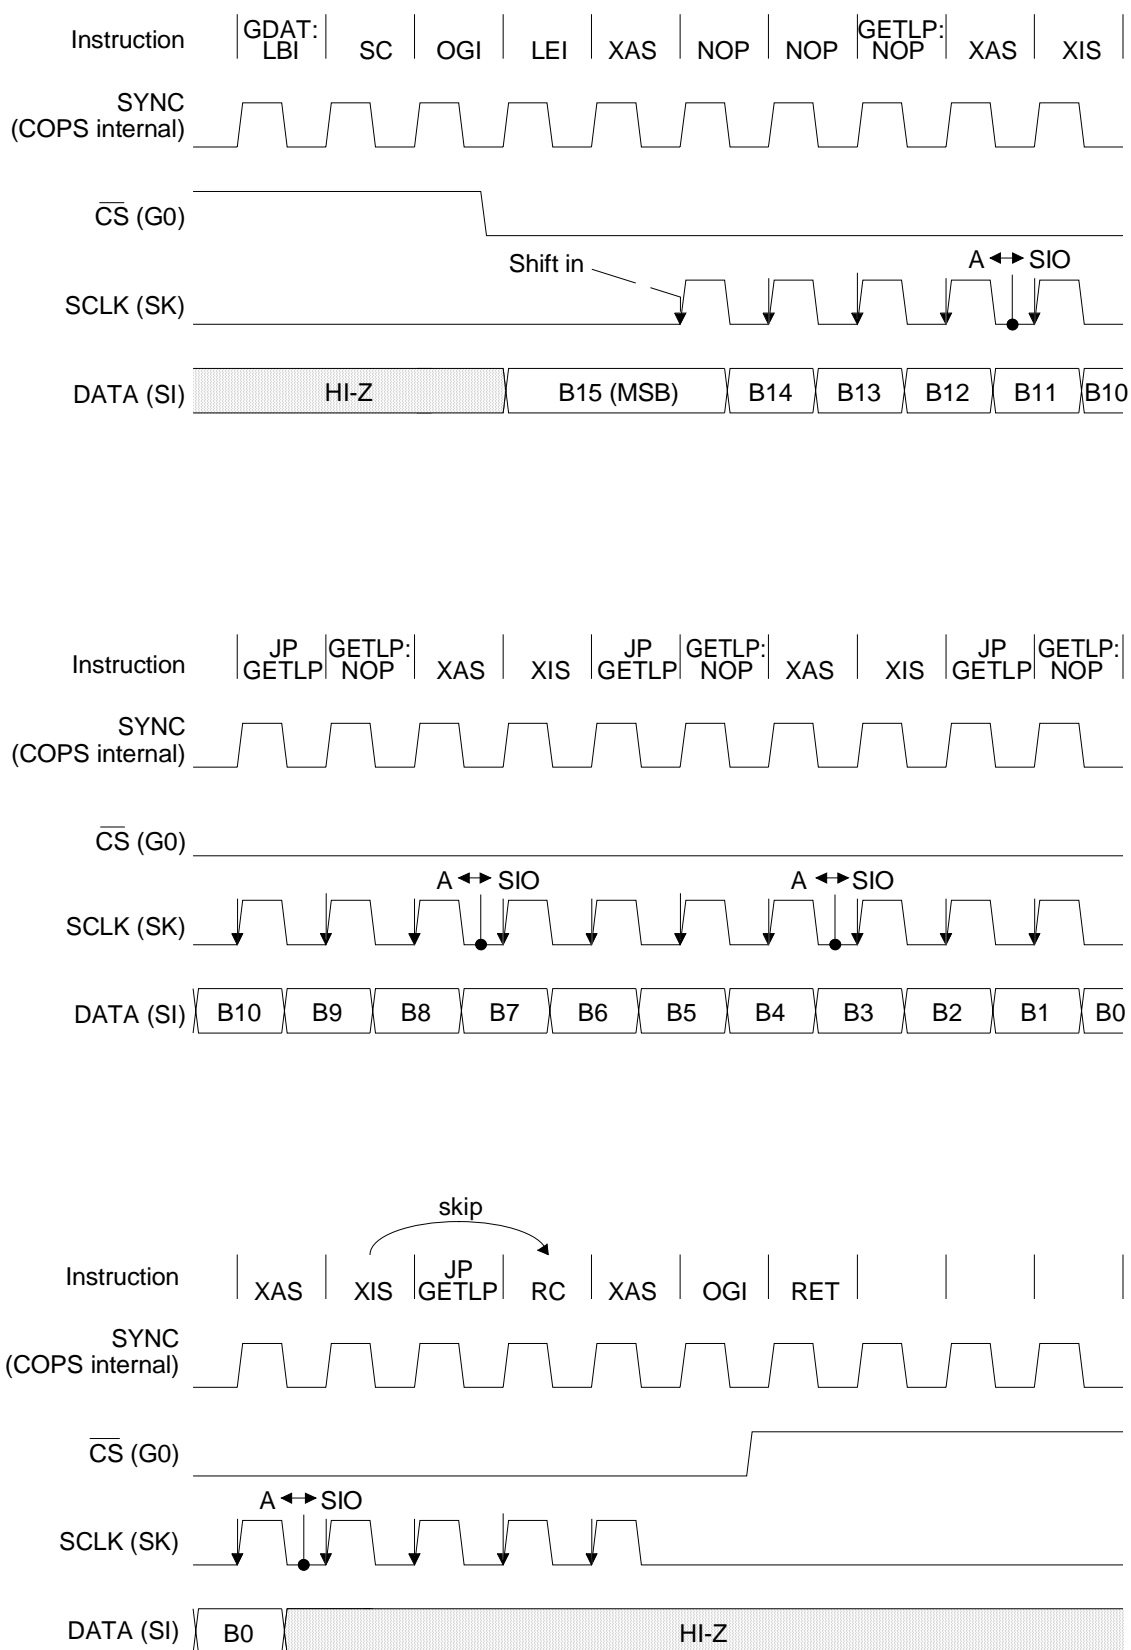 Instruction GDAT: LBI SC OGI LEI XAS NOP NOP GETLP: NOP XAS XIS
SYNC
(COPS internal)
CS (G0)
Shift in A SIO
SCLK (SK)
DATA (SI) HI-Z B15 (MSB) B14 B13 B12 B11 B10
Instruction JP GETLP GETLP: NOP XAS XIS JP GETLP GETLP: NOP XAS XIS JP GETLP GETLP: NOP
SYNC
(COPS internal)
CS (G0)
A SIO A SIO
SCLK (SK)
DATA (SI) B10 B9 B8 B7 B6 B5 B4 B3 B2 B1 B0
skip
Instruction XAS XIS JP GETLP RC XAS OGI RET
SYNC
(COPS internal)
CS (G0)
A SIO
SCLK (SK)
DATA (SI) B0 HI-Z